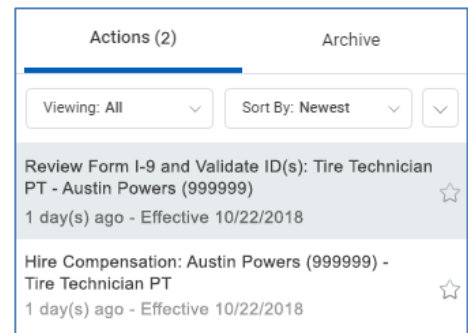 Actions (2)
Archive
Viewing: All
Sort By: Newest
Review Form I-9 and Validate ID(s): Tire Technician
PT - Austin Powers (999999)
1 day(s) ago - Effective 10/22/2018
Hire Compensation: Austin Powers (999999) -
Tire Technician PT
1 day(s) ago - Effective 10/22/2018